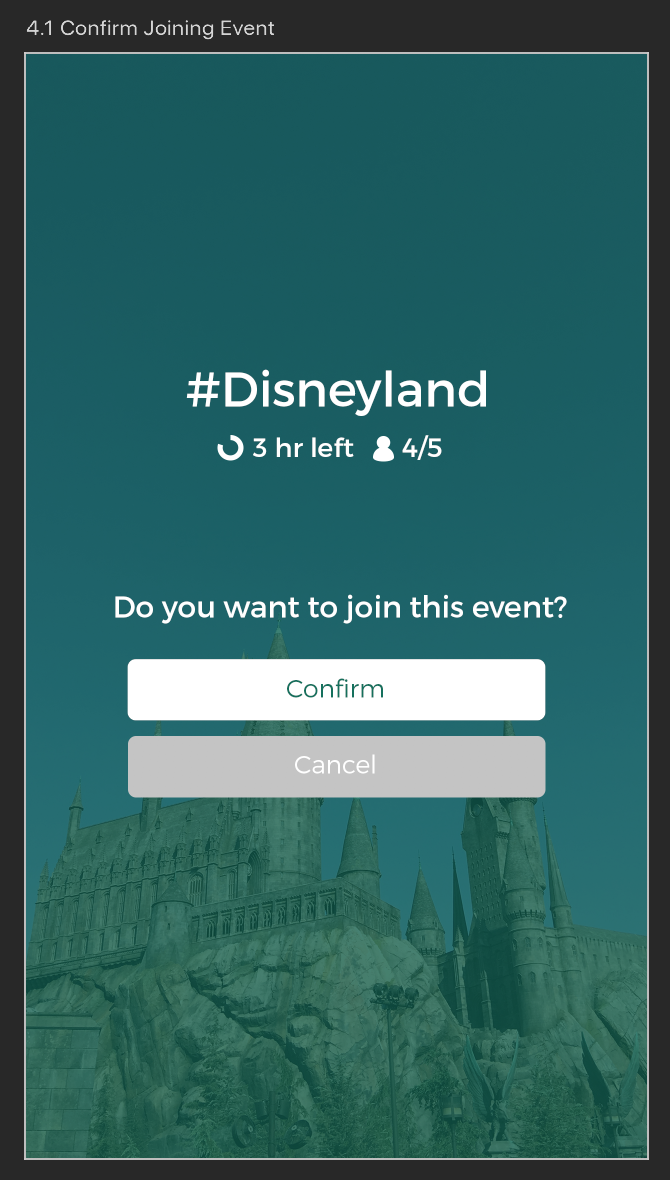 4.1 Confirm Joining Event
#Disneyland
3 hr left 4/5
Do you want to join this event?
Confirm
Cancel